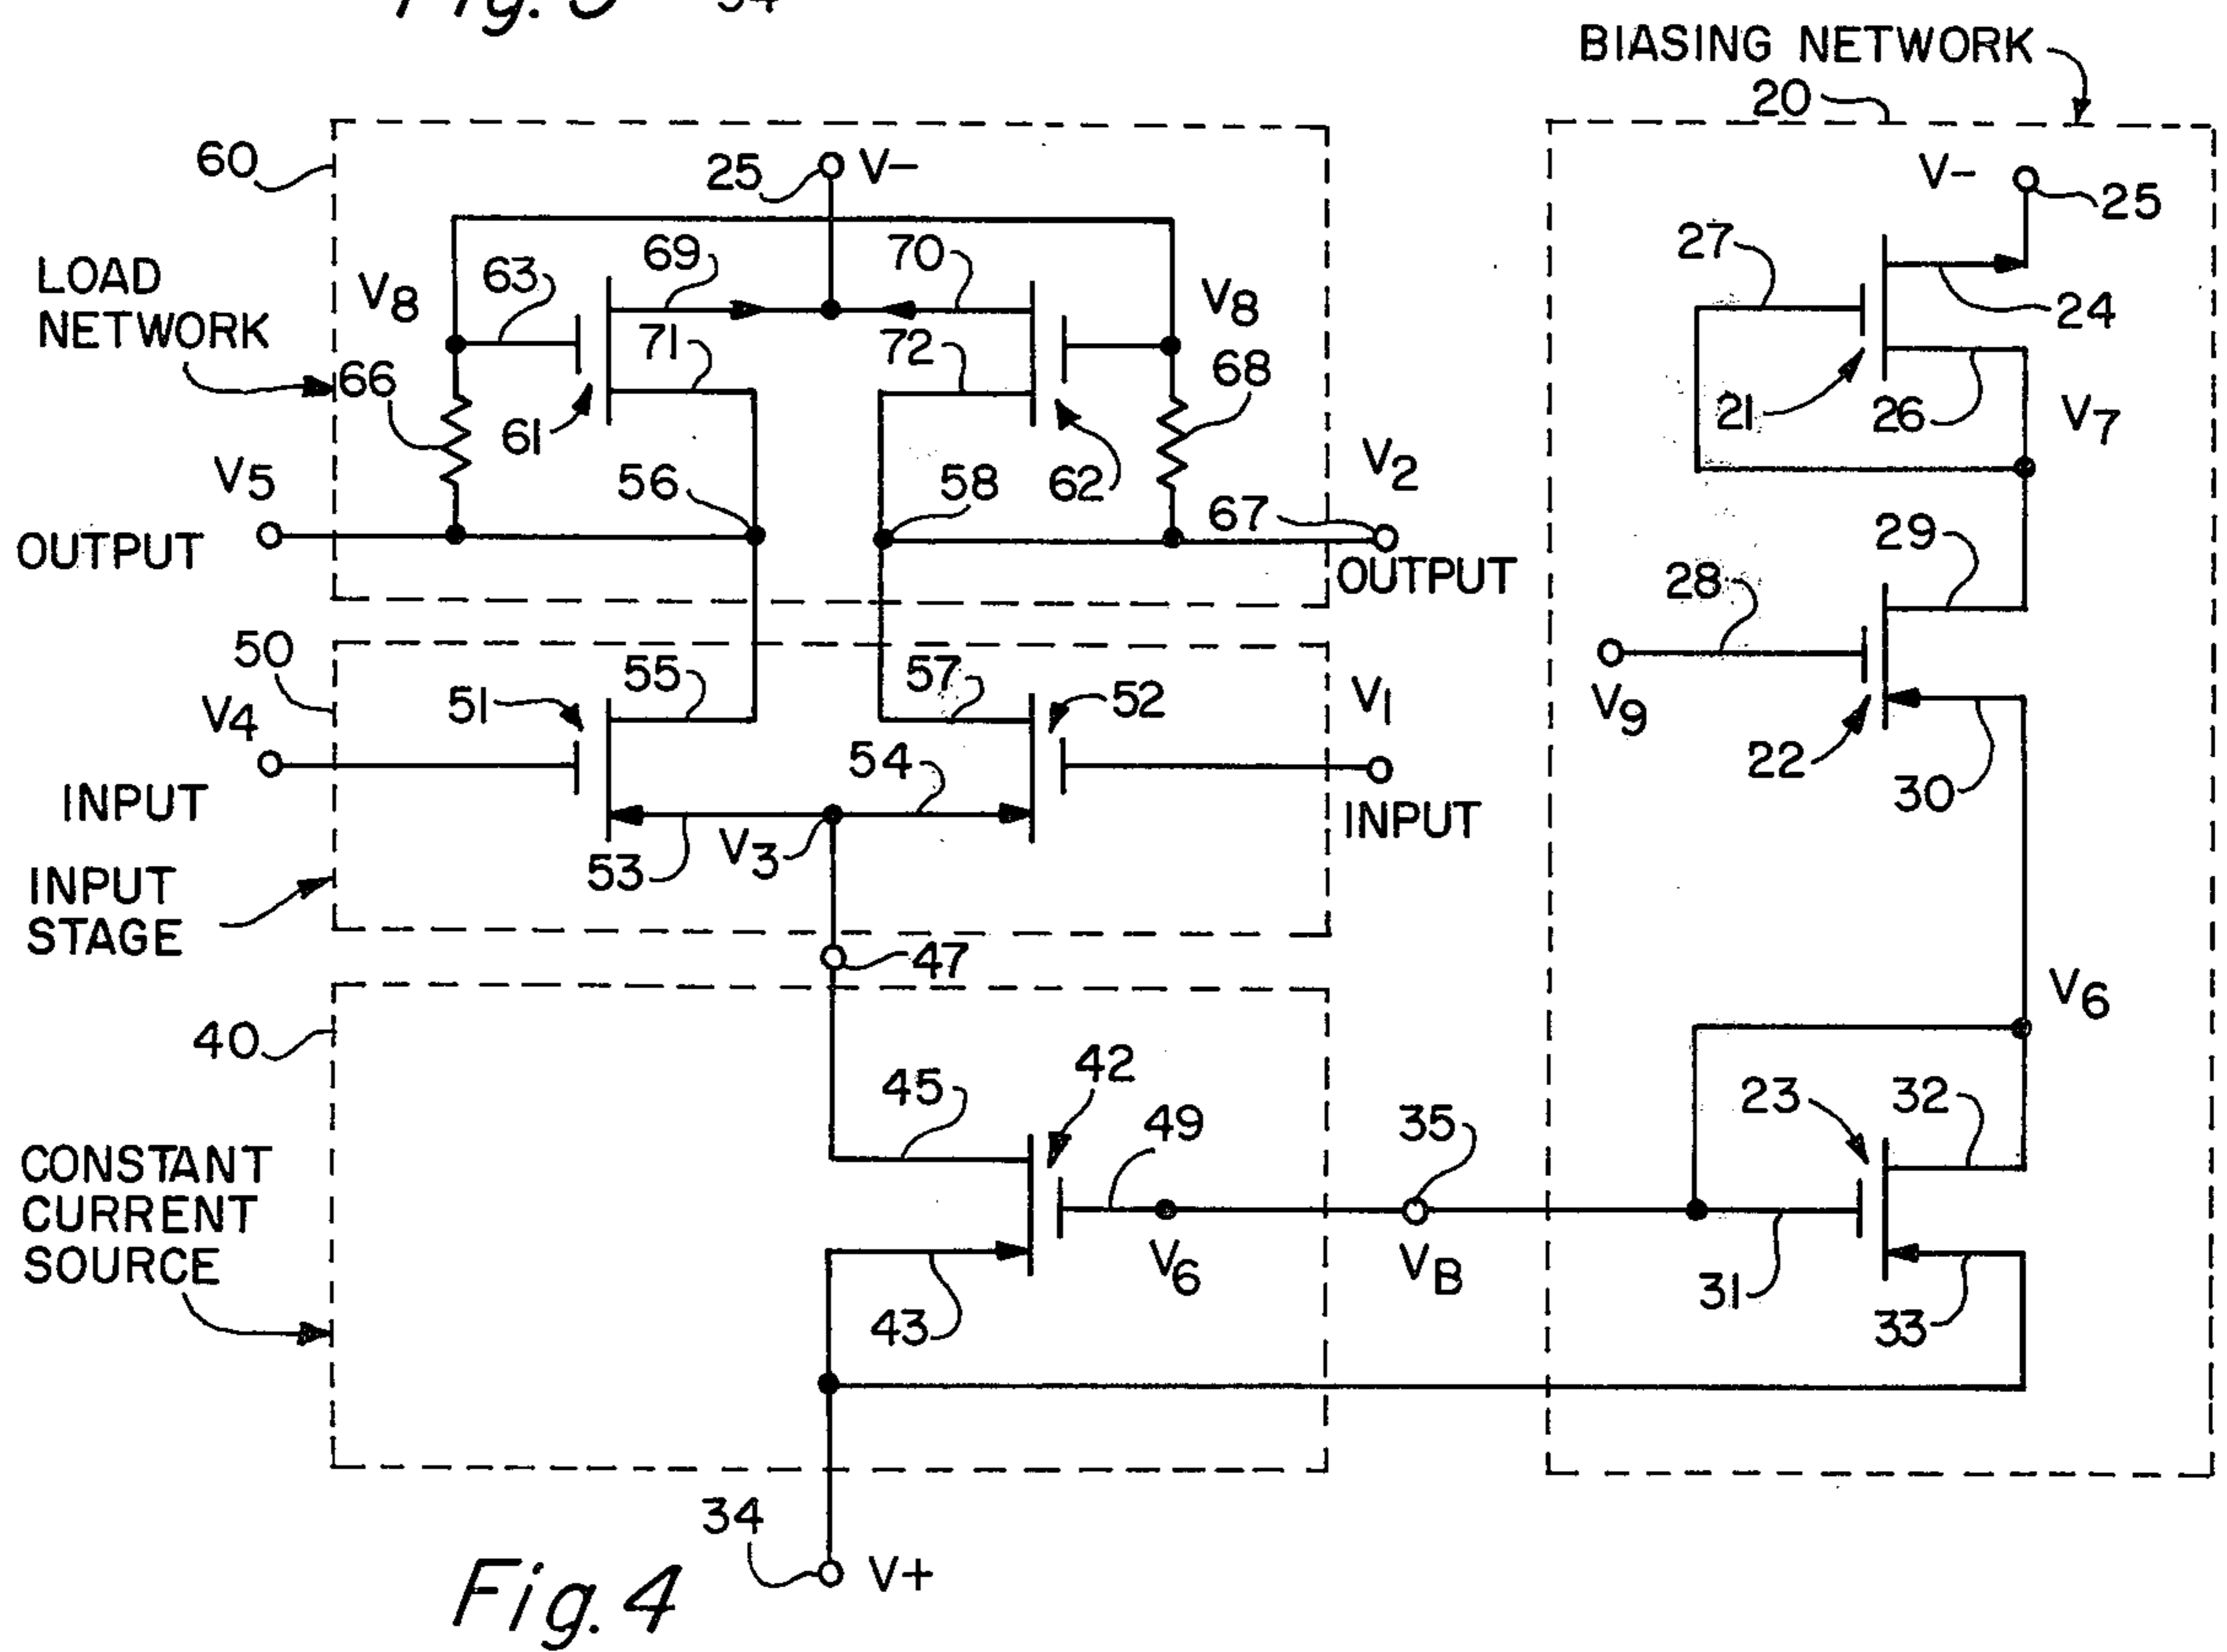 Fig. 3 34
BIASING NETWORK
20
60
25 V-
V- 25
LOAD
NETWORK
V8 63 69 70 V8
71 72
66 61 62 68
27 24
21 26 V7
V5 56 58 67 V2
OUTPUT OUTPUT
29
28
V9 22 30
50
V4 51 55 57 52 V1
INPUT 54 INPUT
53 V3
INPUT
STAGE
47
V6
40
45 42 49 35 23 32
CONSTANT
CURRENT
SOURCE
V6 VB 31 33
43
34 V+
Fig. 4